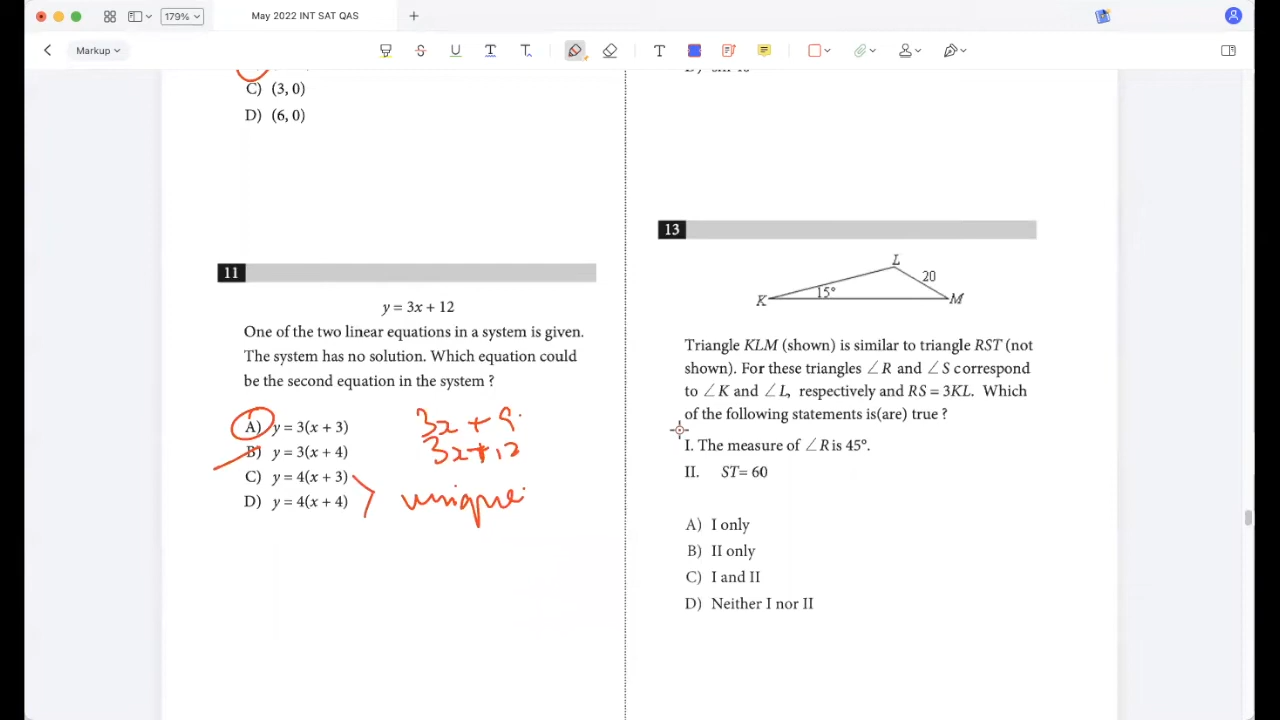 179%
May 2022 INT SAT QAS
Markup
C) (3, 0)
D) (6, 0)
11
y = 3x + 12
One of the two linear equations in a system is given.
The system has no solution. Which equation could
be the second equation in the system ?
A) y = 3(x + 3)
B) y = 3(x + 4)
C) y = 4(x + 3)
D) y = 4(x + 4)
3x + 9
3x + 12
unique
13
L
20
15°
K
M
Triangle KLM (shown) is similar to triangle RST (not
shown). For these triangles ∠R and ∠S correspond
to ∠K and ∠L, respectively and RS = 3KL. Which
of the following statements is(are) true ?
I. The measure of ∠R is 45°.
II. ST= 60
A) I only
B) II only
C) I and II
D) Neither I nor II